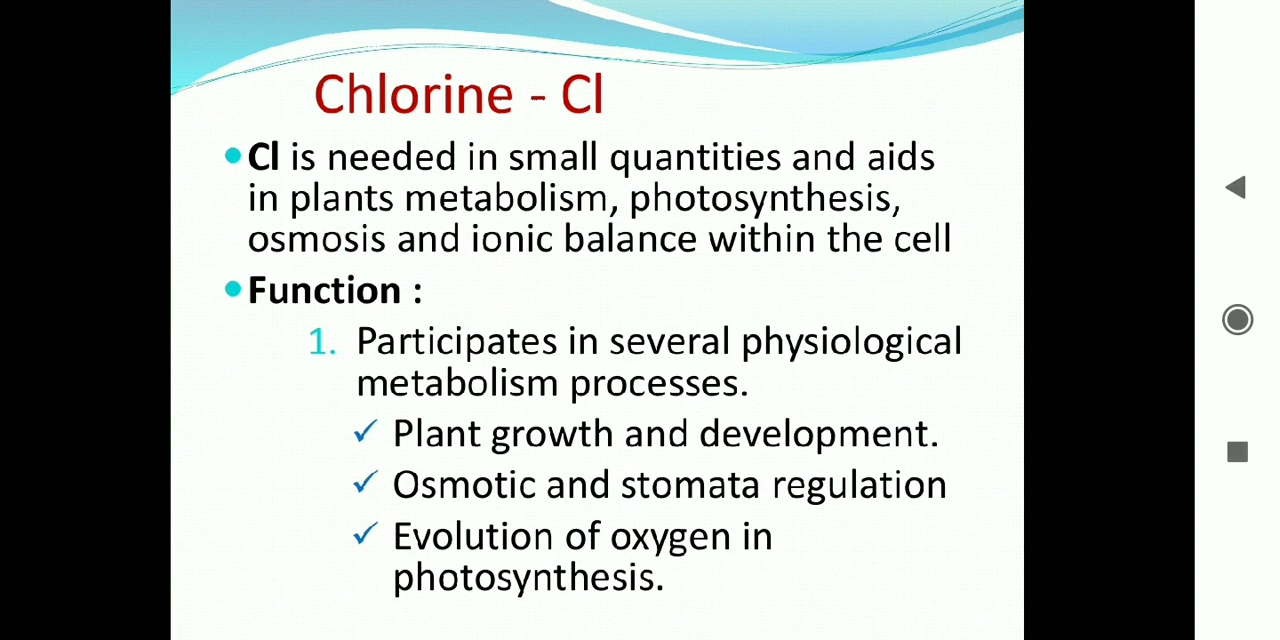 Chlorine - Cl
• Cl is needed in small quantities and aids
in plants metabolism, photosynthesis,
osmosis and ionic balance within the cell
• Function :
1. Participates in several physiological
metabolism processes.
✓ Plant growth and development.
✓ Osmotic and stomata regulation
✓ Evolution of oxygen in
photosynthesis.